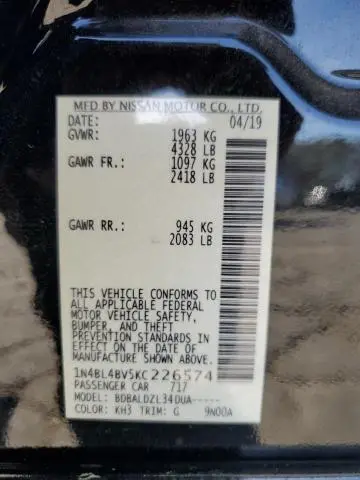 MFD BY NISSAN MOTOR CO., LTD.
DATE: 04/19
GVWR: 1963 KG
4328 LB
GAWR FR.: 1097 KG
2418 LB
GAWR RR.: 945 KG
2083 LB
THIS VEHICLE CONFORMS TO
ALL APPLICABLE FEDERAL
MOTOR VEHICLE SAFETY,
BUMPER, AND THEFT
PREVENTION STANDARDS IN
EFFECT ON THE DATE OF
MANUFACTURE SHOWN ABOVE.
1N4BL4BV5KC226574
PASSENGER CAR 717
MODEL: BDBALDZL34DUA-----
COLOR: KH3 TRIM: G 9N00A